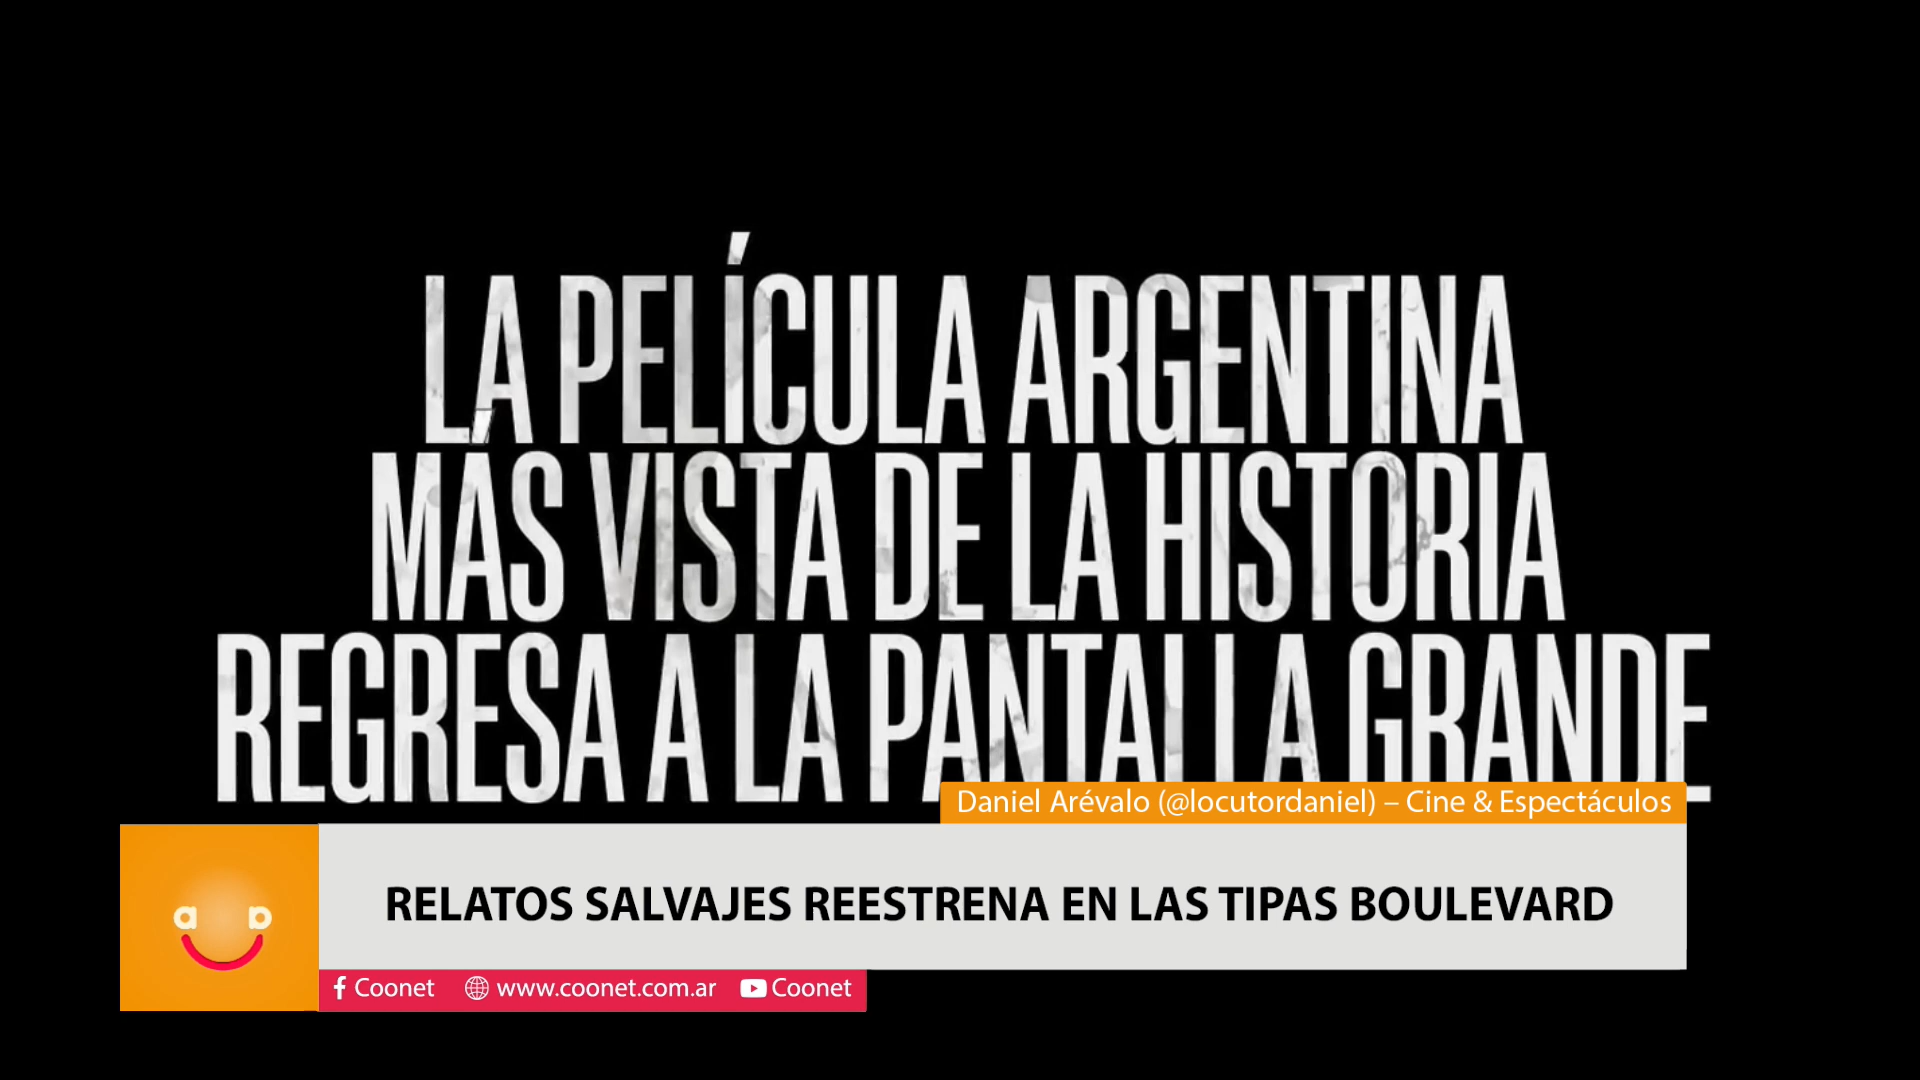 LA PELÍCULA ARGENTINA
MÁS VISTA DE LA HISTORIA
REGRESA A LA PANTALLA GRANDE
Daniel Arévalo (@locutordaniel) – Cine & Espectáculos
RELATOS SALVAJES REESTRENA EN LAS TIPAS BOULEVARD
a a
Coonet www.coonet.com.ar Coonet